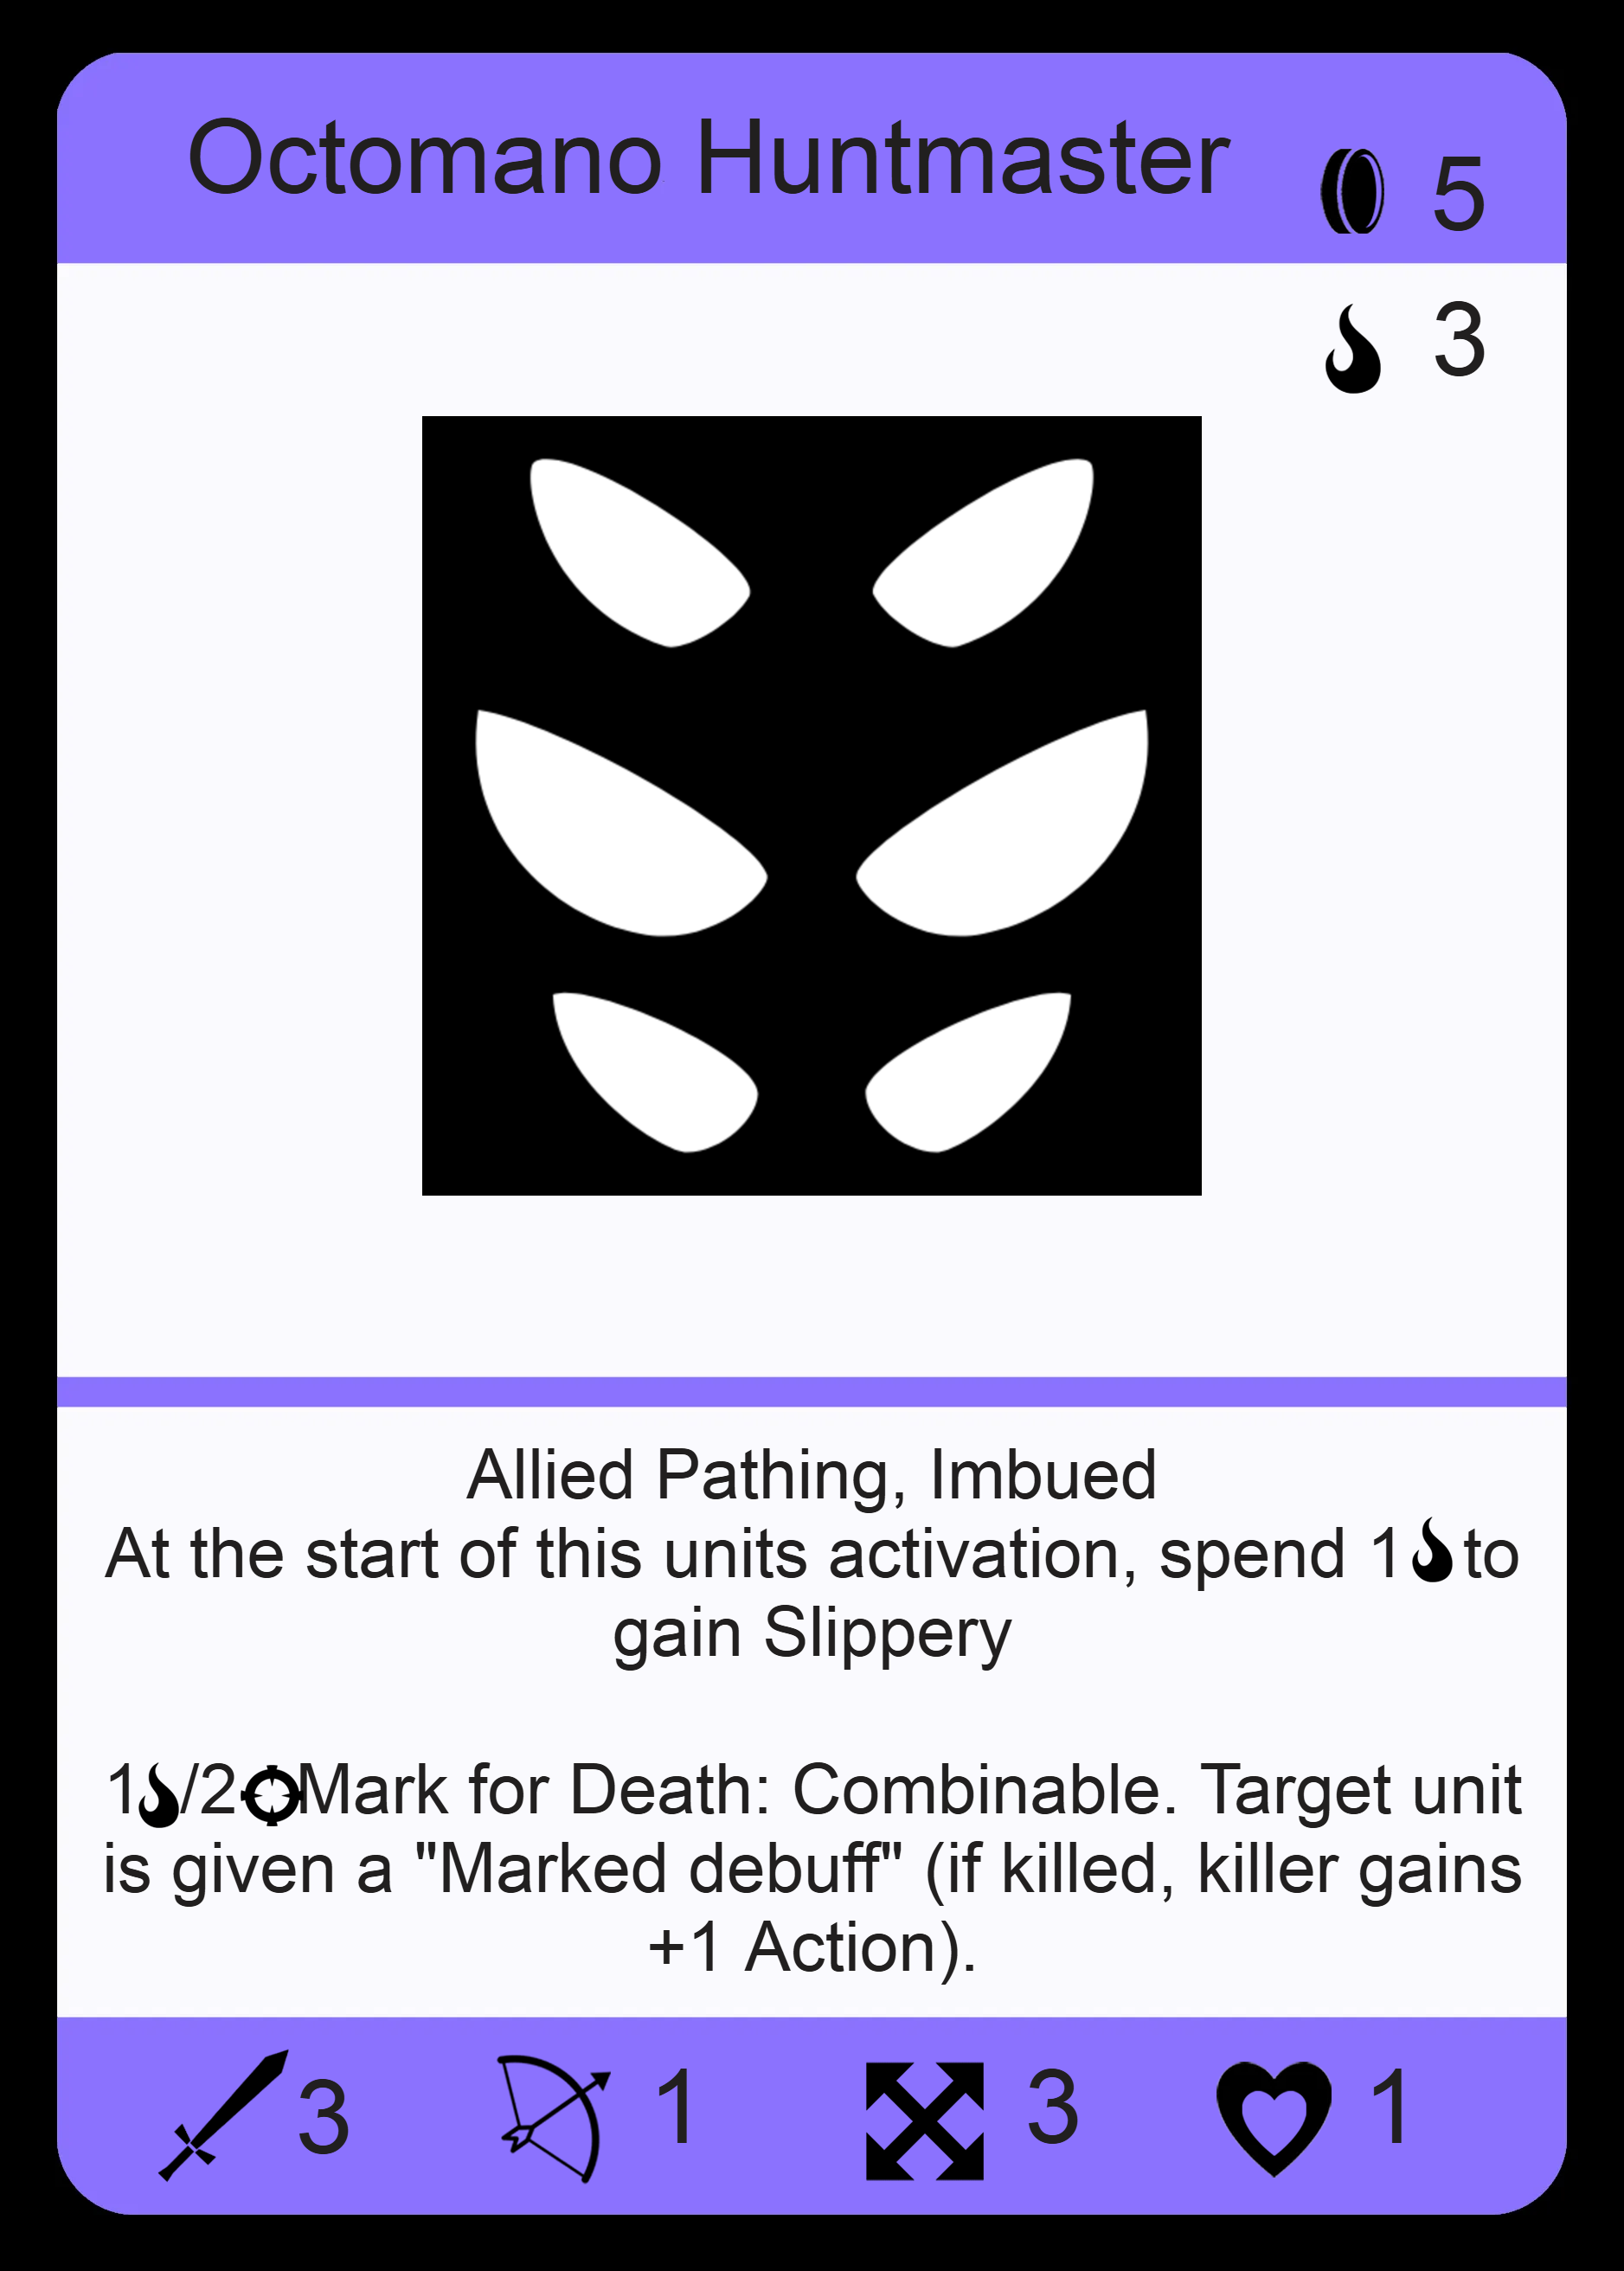 Octomano Huntmaster
5
3
Allied Pathing, Imbued
At the start of this units activation, spend 1 to
gain Slippery
1 /2 Mark for Death: Combinable. Target unit
is given a "Marked debuff" (if killed, killer gains
+1 Action).
3 1 3 1